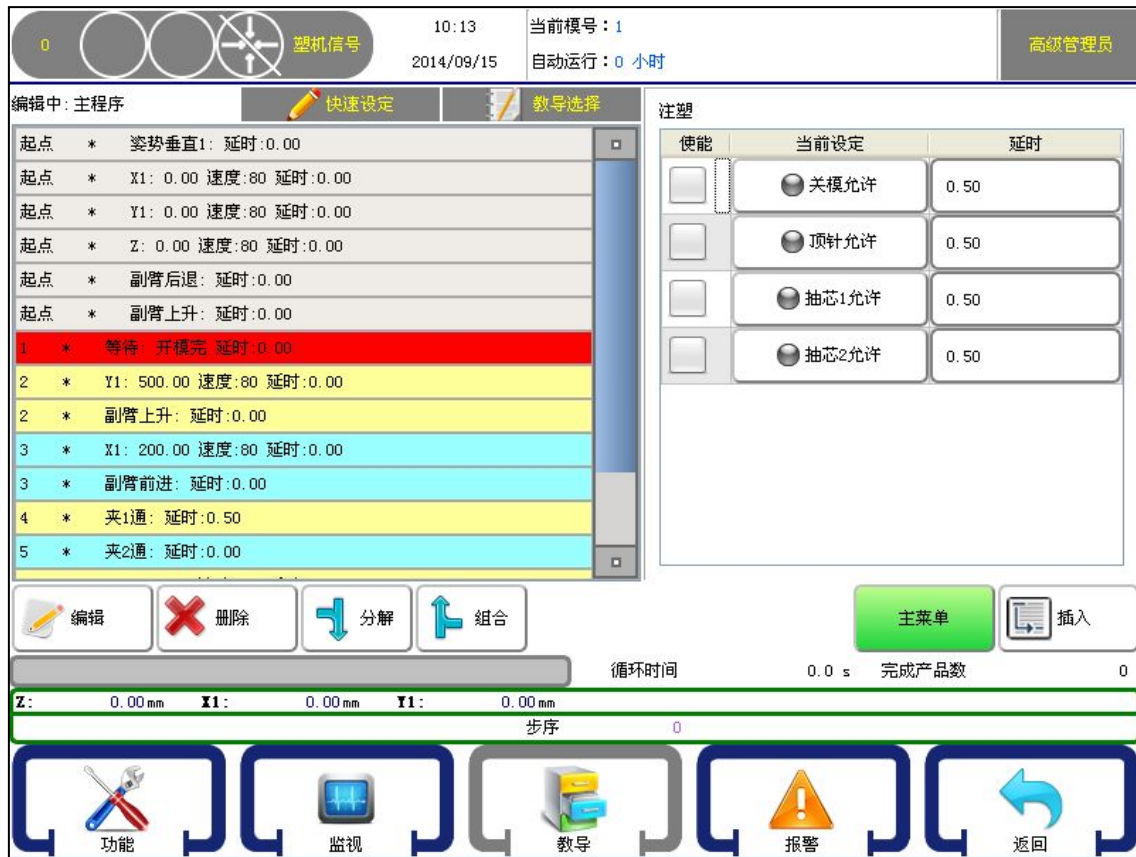 0 塑机信号
10:13
2014/09/15
当前模号：1
自动运行：0 小时
高级管理员
编辑中:主程序 快速设定 教导选择
起点 * 姿势垂直1: 延时:0.00
起点 * X1: 0.00 速度:80 延时:0.00
起点 * Y1: 0.00 速度:80 延时:0.00
起点 * Z: 0.00 速度:80 延时:0.00
起点 * 副臂后退: 延时:0.00
起点 * 副臂上升: 延时:0.00
1 * 等待: 开模完 延时:0.00
2 * Y1: 500.00 速度:80 延时:0.00
2 * 副臂上升: 延时:0.00
3 * X1: 200.00 速度:80 延时:0.00
3 * 副臂前进: 延时:0.00
4 * 夹1通: 延时:0.50
5 * 夹2通: 延时:0.00
注塑
使能 当前设定 延时
关模允许 0.50
顶针允许 0.50
抽芯1允许 0.50
抽芯2允许 0.50
编辑 删除 分解 组合 主菜单 插入
循环时间 0.0 s 完成产品数 0
Z: 0.00mm X1: 0.00mm Y1: 0.00mm
步序 0
功能 监视 教导 报警 返回